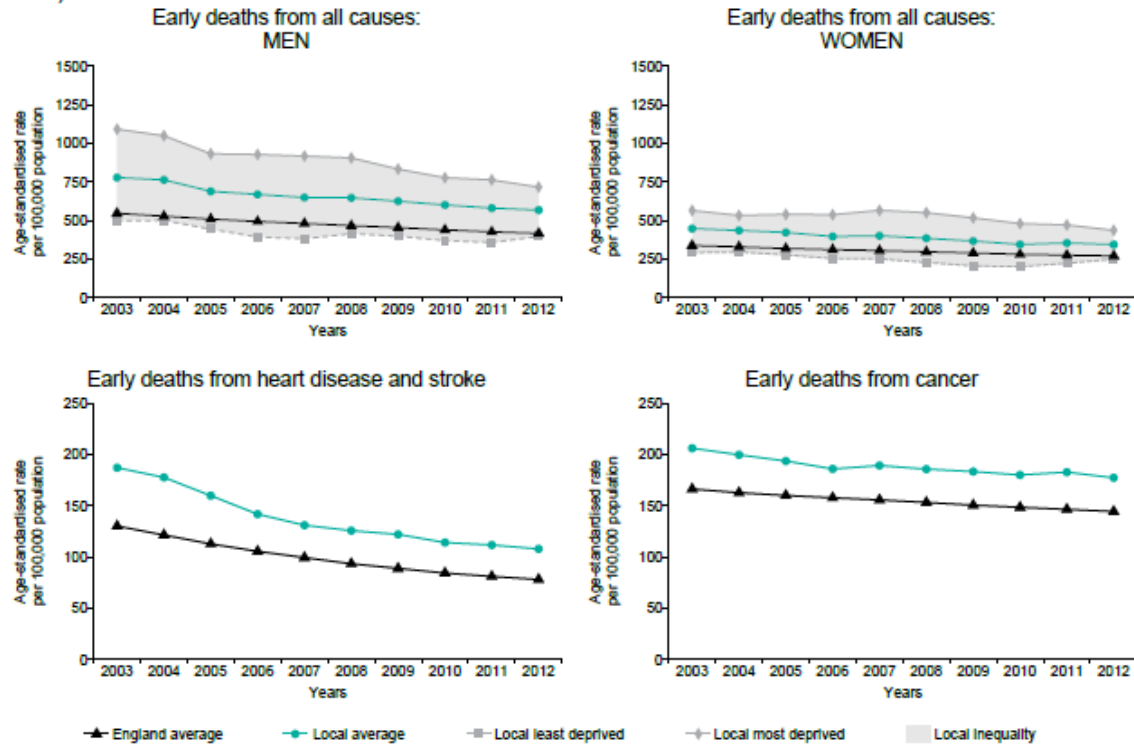 Early deaths from all causes:
MEN
Age-standardised rate
per 100,000 population
1500
1250
1000
750
500
250
0
2003 2004 2005 2006 2007 2008 2009 2010 2011 2012
Years
Early deaths from all causes:
WOMEN
Age-standardised rate
per 100,000 population
1500
1250
1000
750
500
250
0
2003 2004 2005 2006 2007 2008 2009 2010 2011 2012
Years
Early deaths from heart disease and stroke
Age-standardised rate
per 100,000 population
250
200
150
100
50
0
2003 2004 2005 2006 2007 2008 2009 2010 2011 2012
Years
Early deaths from cancer
Age-standardised rate
per 100,000 population
250
200
150
100
50
0
2003 2004 2005 2006 2007 2008 2009 2010 2011 2012
Years
England average Local average Local least deprived Local most deprived Local inequality